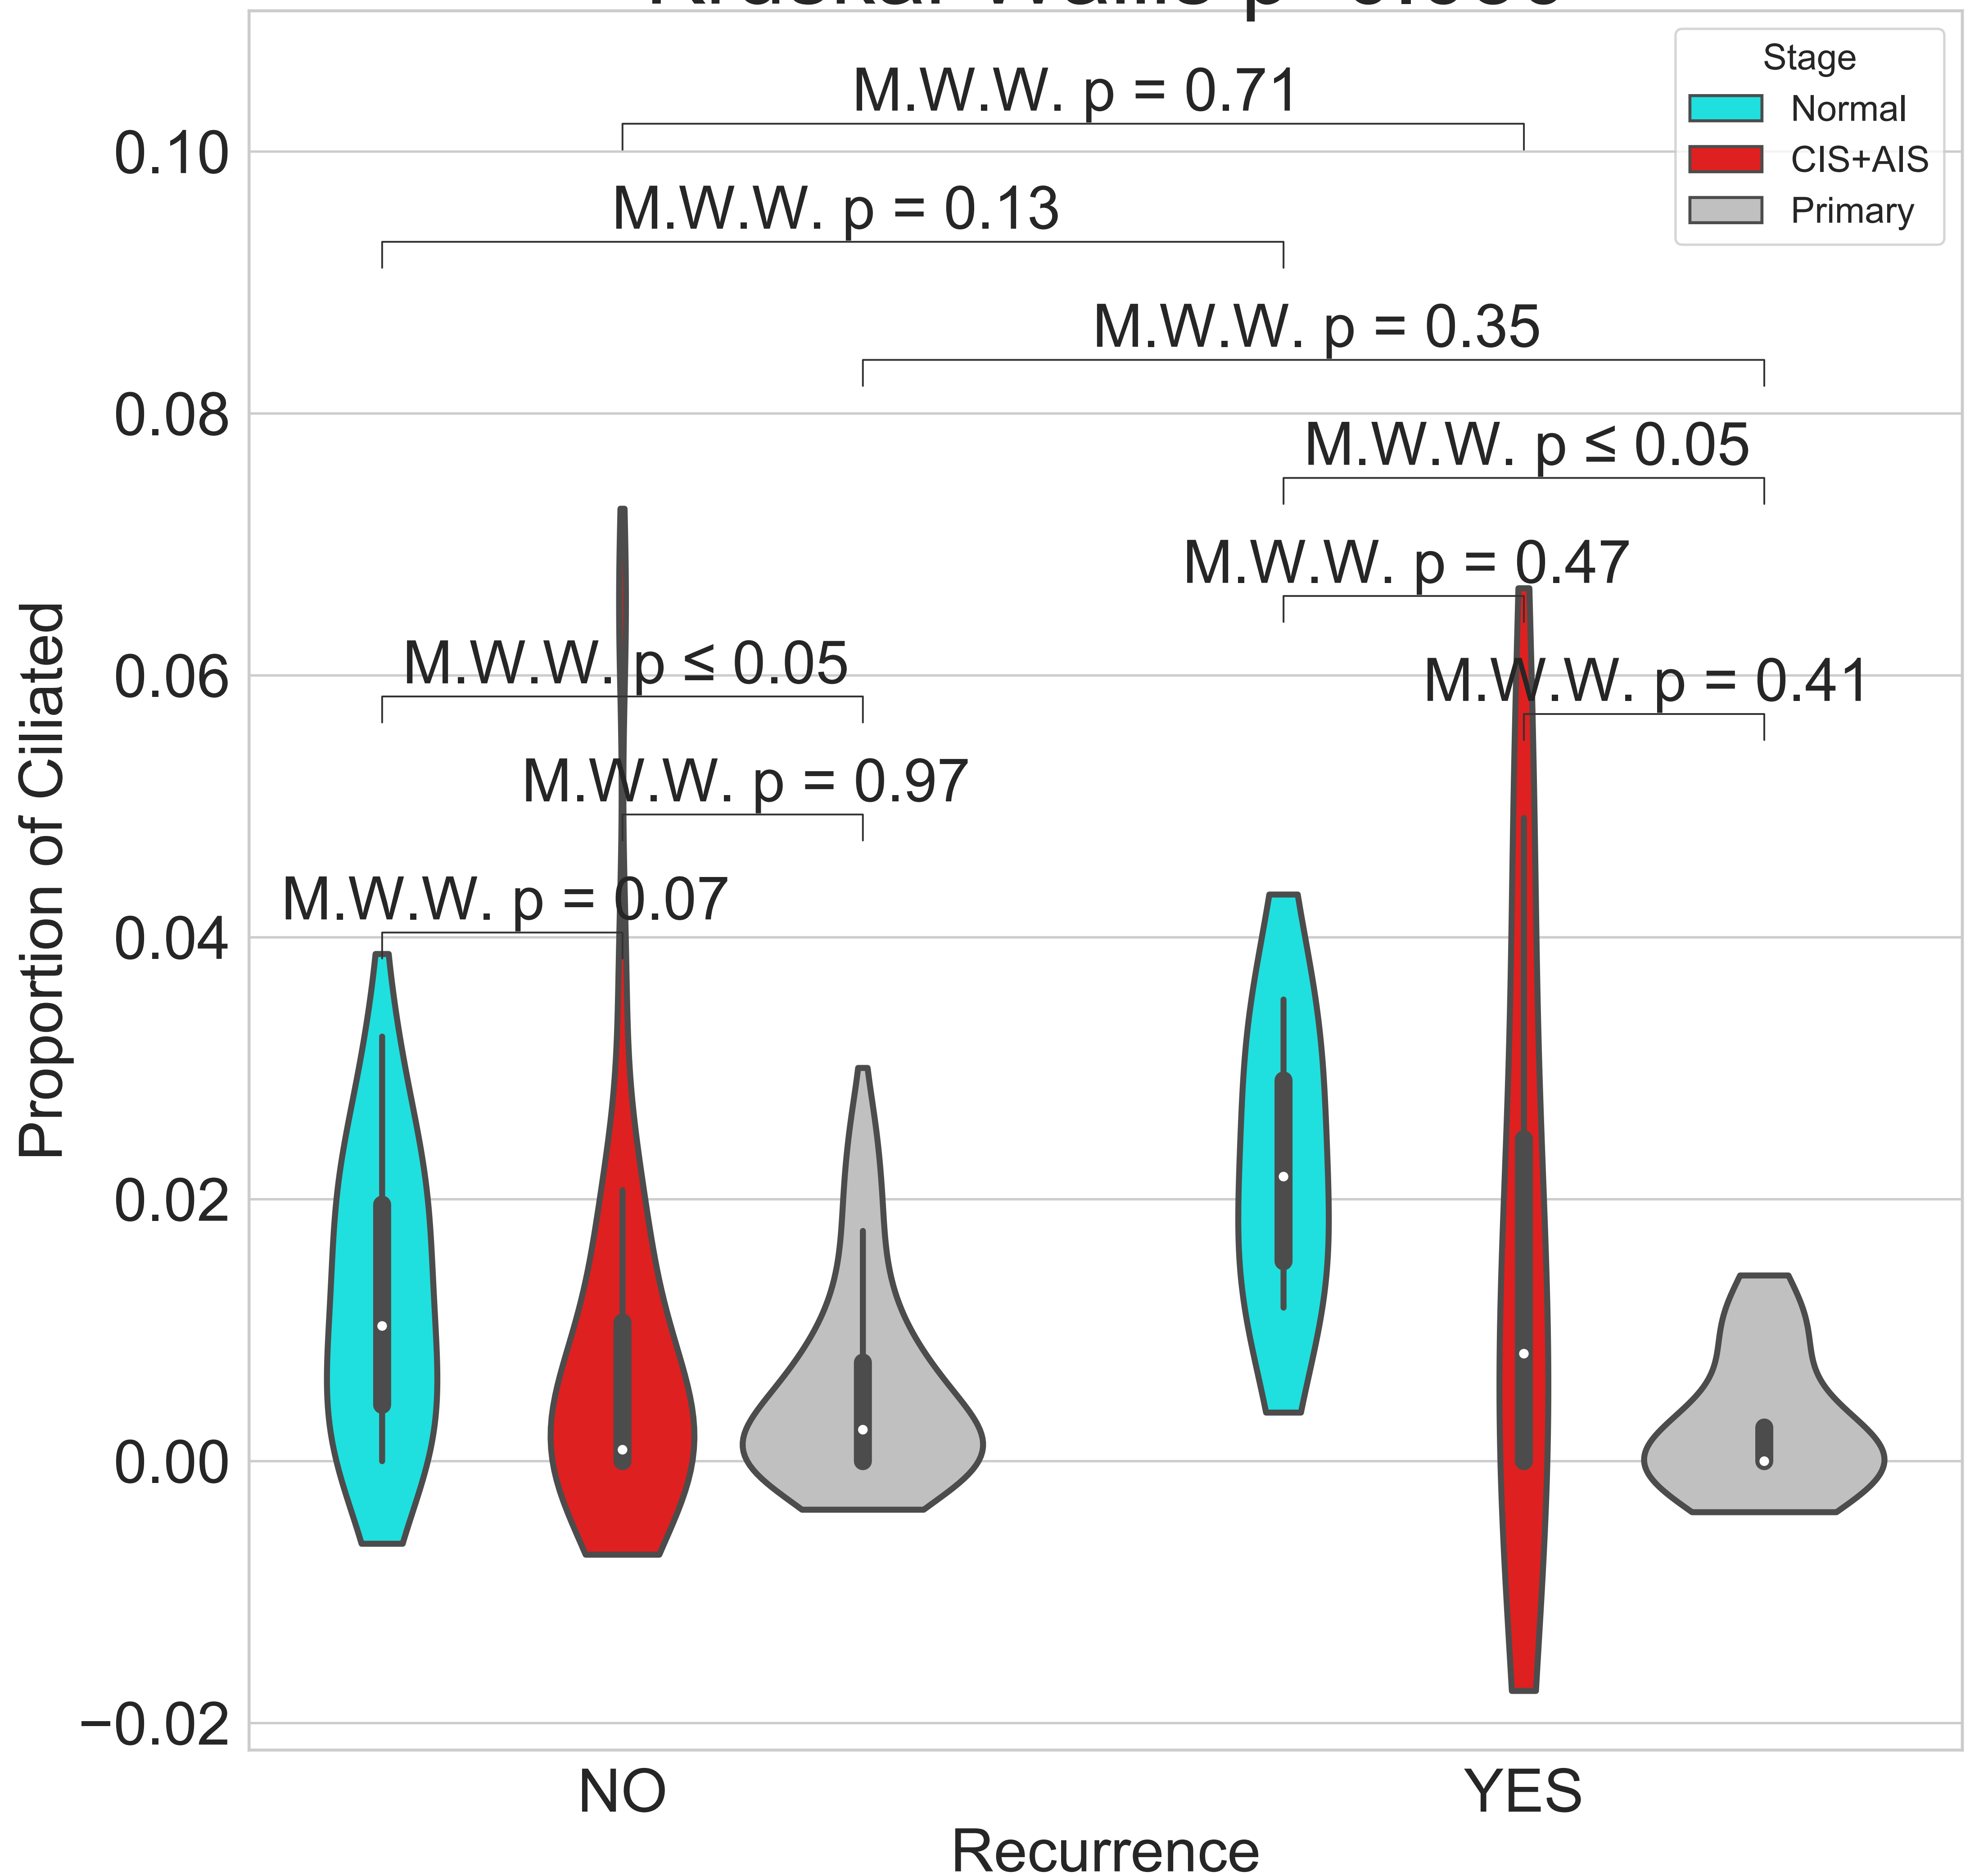 Stage
Normal
CIS+AIS
Primary
M.W.W. p = 0.71
M.W.W. p = 0.13
M.W.W. p = 0.35
M.W.W. p ≤ 0.05
M.W.W. p = 0.47
M.W.W. p ≤ 0.05
M.W.W. p = 0.41
M.W.W. p = 0.97
M.W.W. p = 0.07
0.10
0.08
0.06
0.04
0.02
0.00
−0.02
Proportion of Ciliated
NO
YES
Recurrence